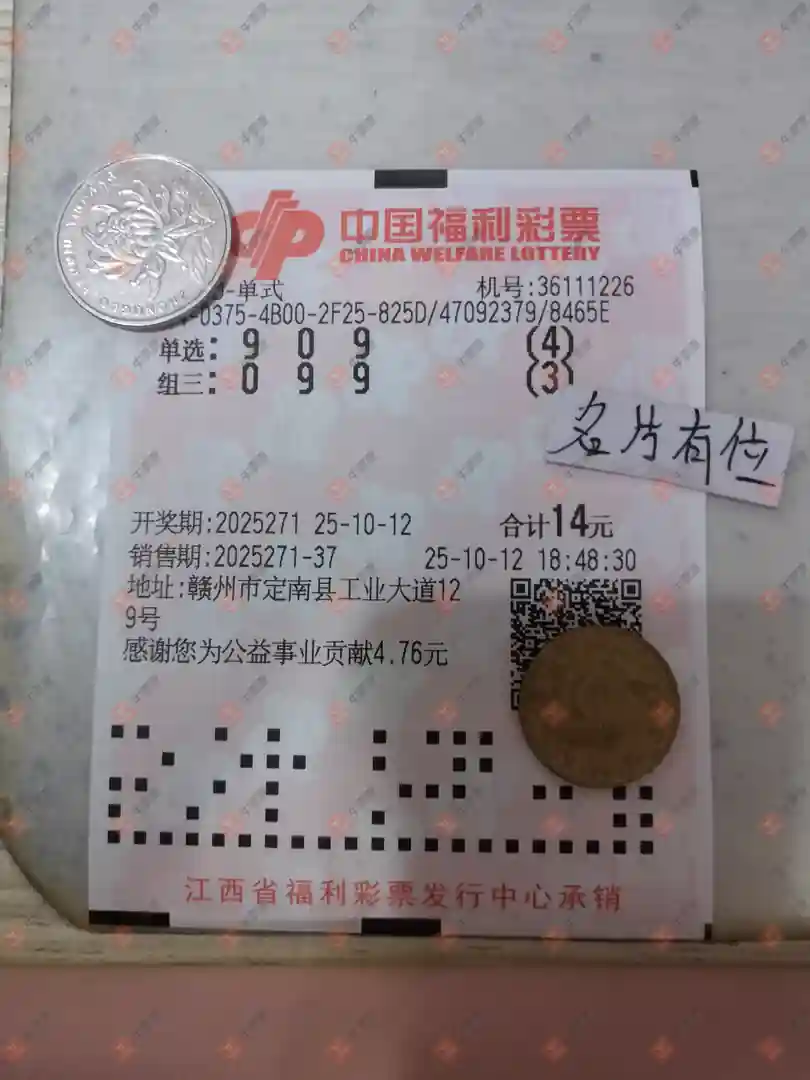 中国福利彩票
CHINA WELFARE LOTTERY
-单式 机号:36111226
-0375-4B00-2F25-825D/47092379/8465E
单选: 9 0 9 (4)
组三: 0 9 9 (3)
名片有位
开奖期:2025271 25-10-12 合计14元
销售期:2025271-37 25-10-12 18:48:30
地址:赣州市定南县工业大道12
9号
感谢您为公益事业贡献4.76元
江西省福利彩票发行中心承销